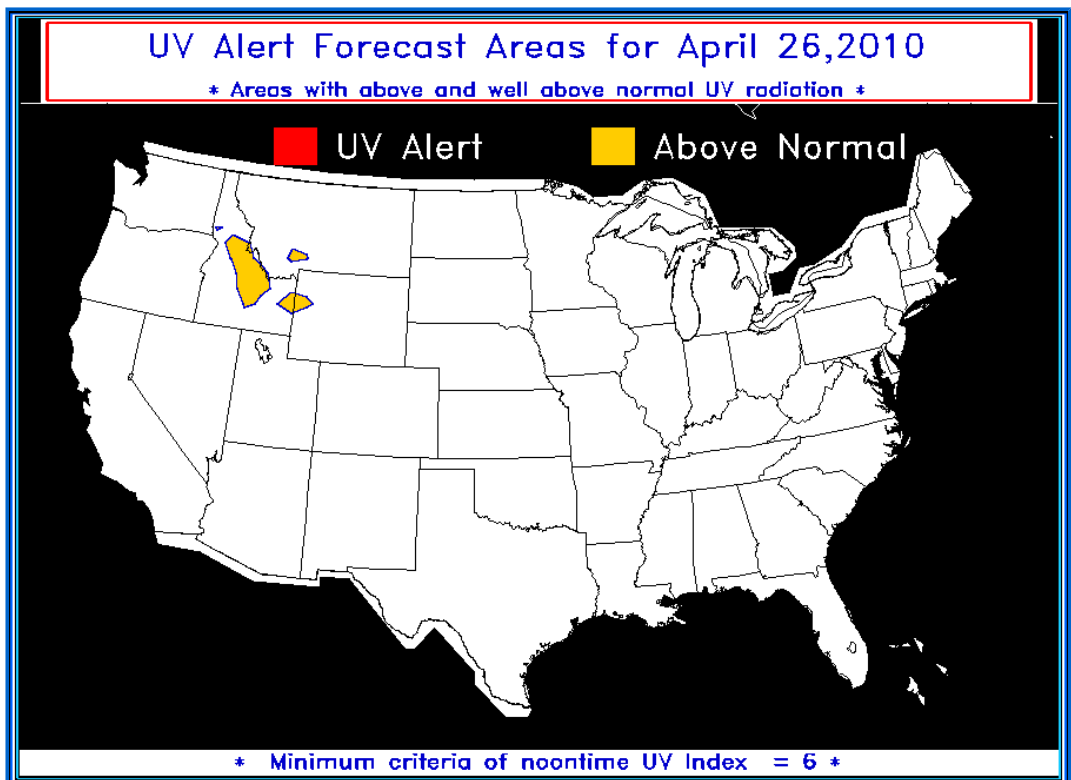 UV Alert Forecast Areas for April 26,2010
* Areas with above and well above normal UV radiation *
UV Alert
Above Normal
* Minimum criteria of noontime UV Index = 6 *